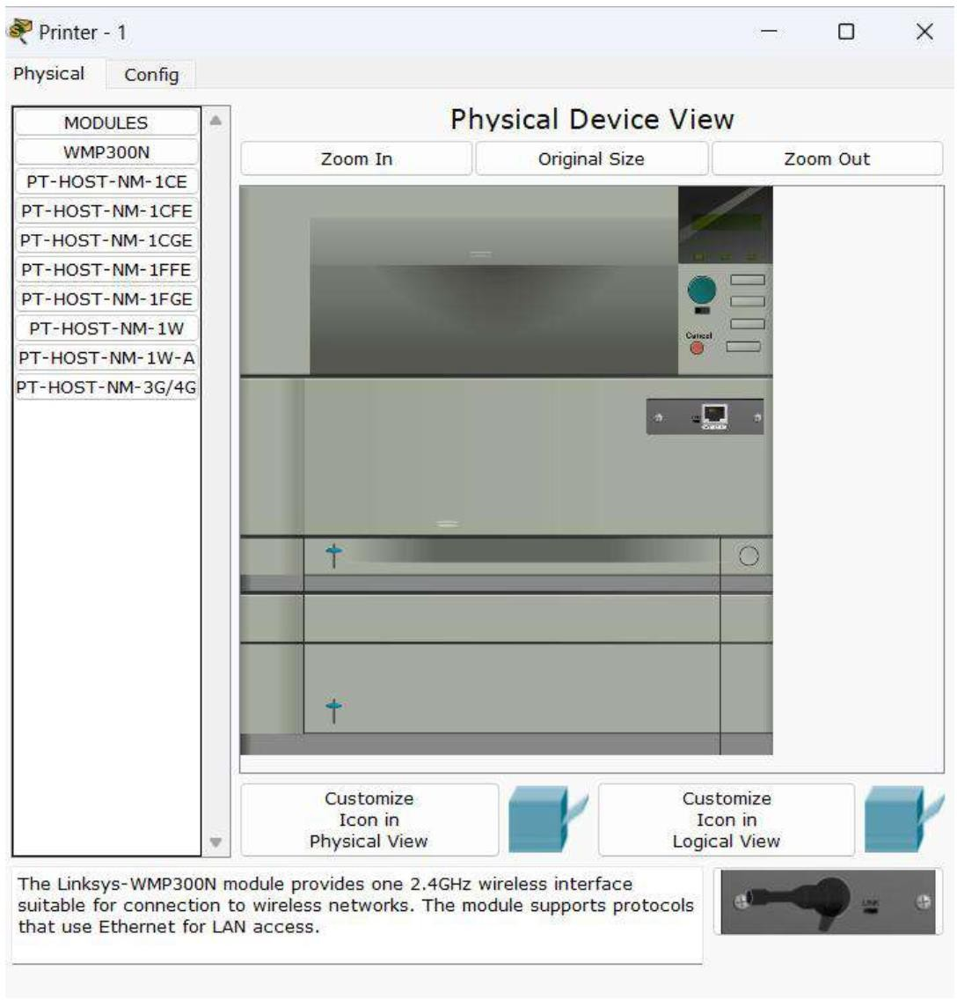 Printer - 1
Physical
Config
MODULES
WMP300N
PT-HOST-NM-1CE
PT-HOST-NM-1CFE
PT-HOST-NM-1CGE
PT-HOST-NM-1FFE
PT-HOST-NM-1FGE
PT-HOST-NM-1W
PT-HOST-NM-1W-A
PT-HOST-NM-3G/4G
Physical Device View
Zoom In
Original Size
Zoom Out
Cancel
Customize
Icon in
Physical View
Customize
Icon in
Logical View
The Linksys-WMP300N module provides one 2.4GHz wireless interface
suitable for connection to wireless networks. The module supports protocols
that use Ethernet for LAN access.
LINK